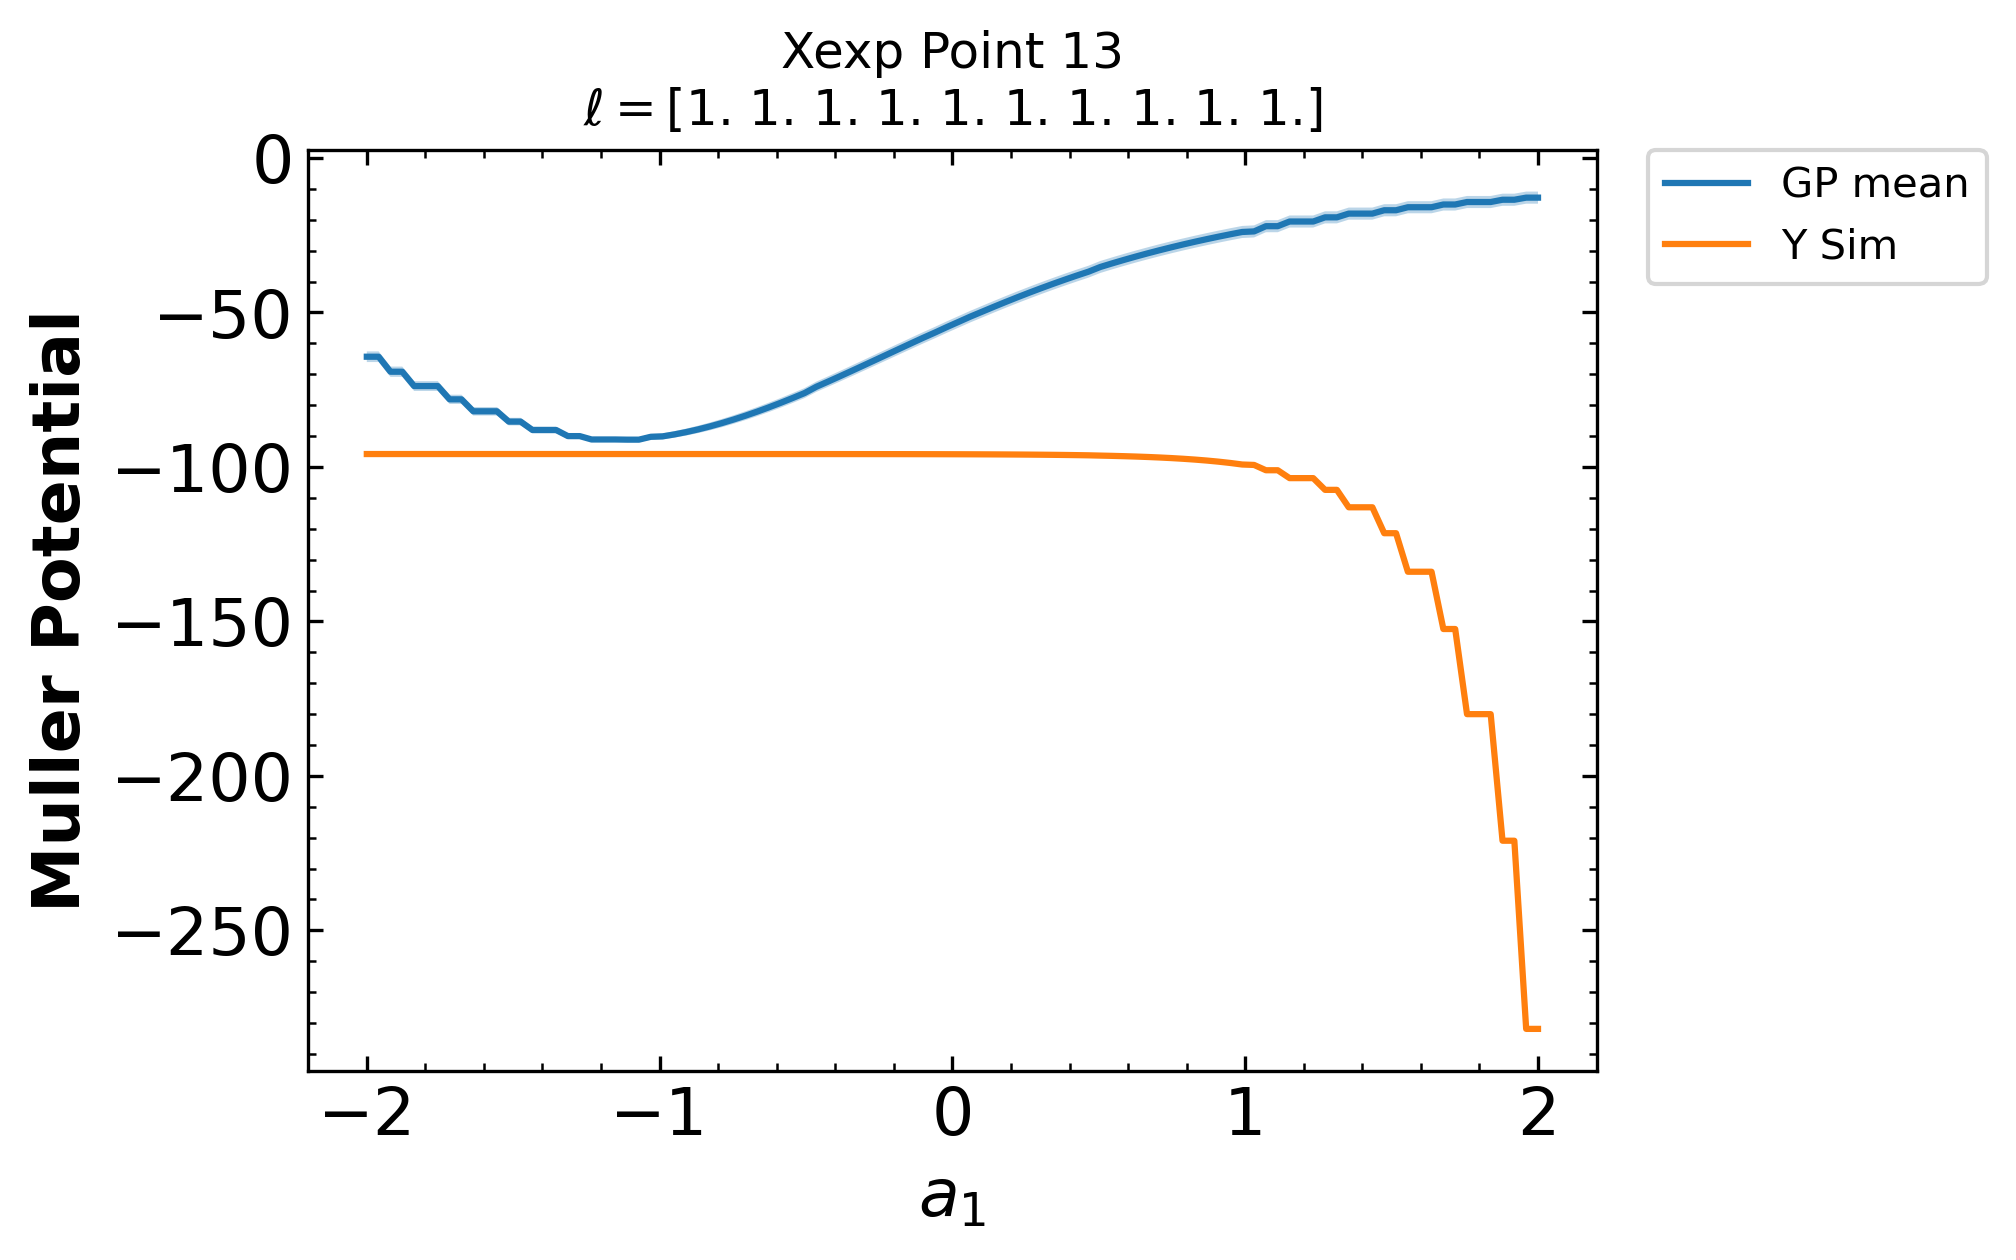 Xexp Point 13
ℓ = [1. 1. 1. 1. 1. 1. 1. 1. 1. 1.]
GP mean
Y Sim
0
−50
−100
−150
−200
−250
Muller Potential
−2 −1 0 1 2
a₁